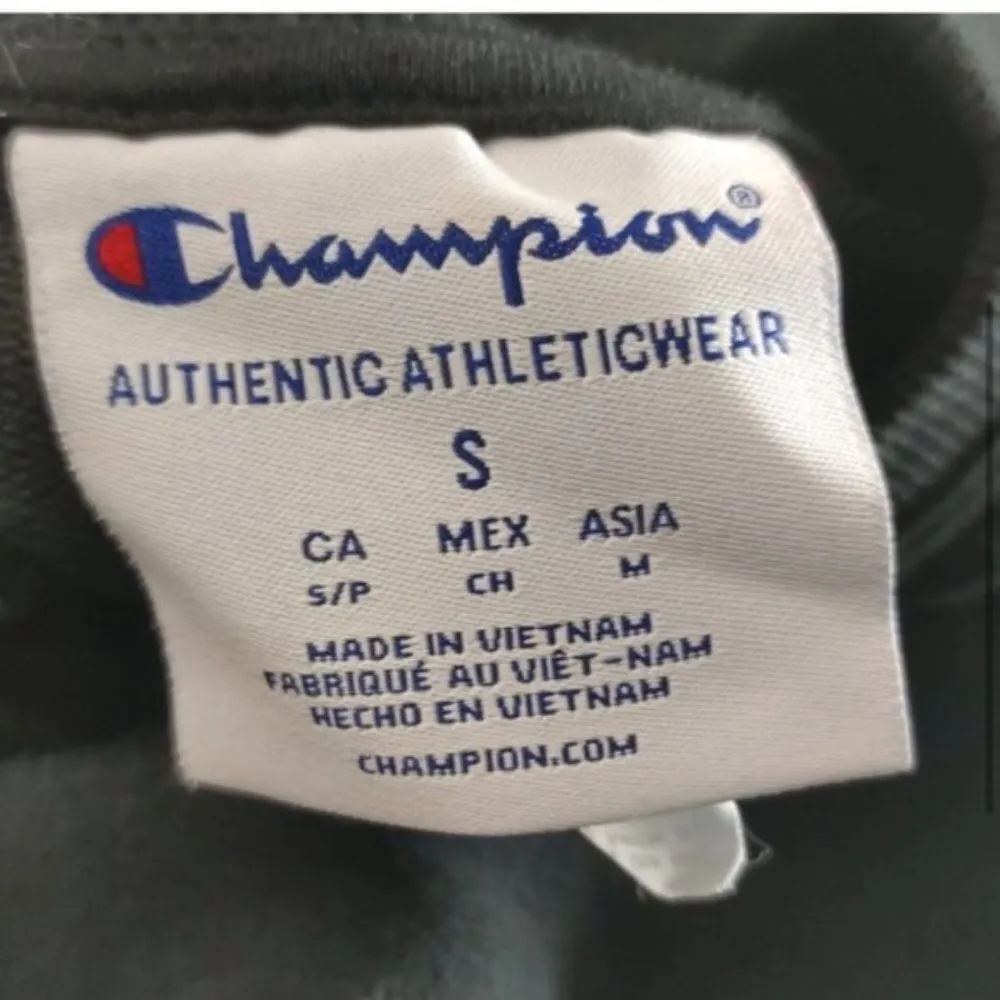 Champion®
AUTHENTIC ATHLETICWEAR
S
CA MEX ASIA
S/P CH M
MADE IN VIETNAM
FABRIQUÉ AU VIÊT-NAM
HECHO EN VIETNAM
CHAMPION.COM